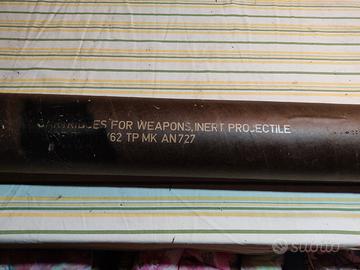 CARTRIDGES FOR WEAPONS, INERT PROJECTILE
62 TP MK AN727
subito